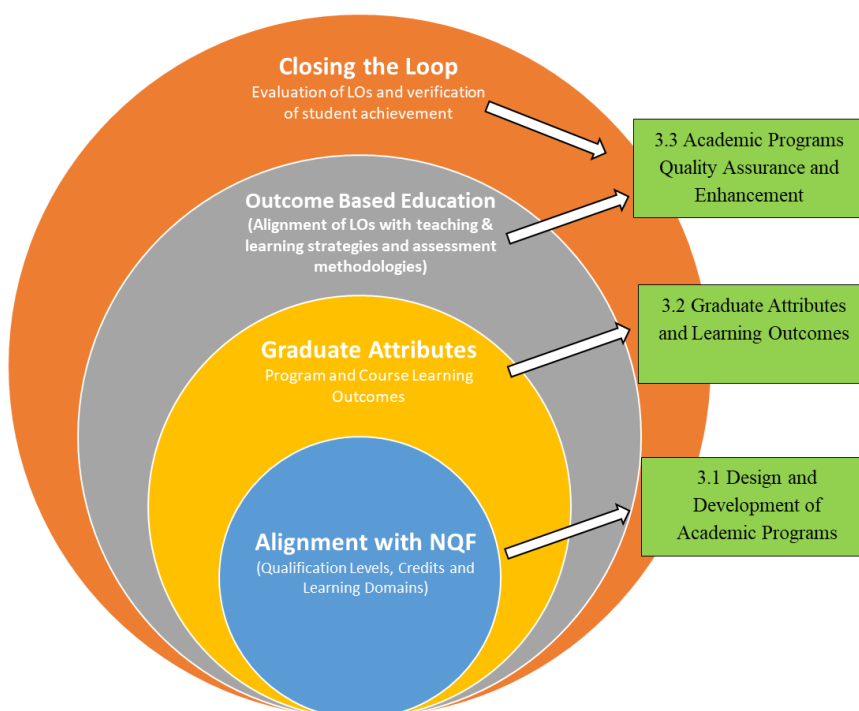 Closing the Loop
Evaluation of LOs and verification
of student achievement
3.3 Academic Programs
Quality Assurance and
Enhancement
Outcome Based Education
(Alignment of LOs with teaching &
learning strategies and assessment
methodologies)
3.2 Graduate Attributes
and Learning Outcomes
Graduate Attributes
Program and Course Learning
Outcomes
3.1 Design and
Development of
Academic Programs
Alignment with NQF
(Qualification Levels, Credits and
Learning Domains)